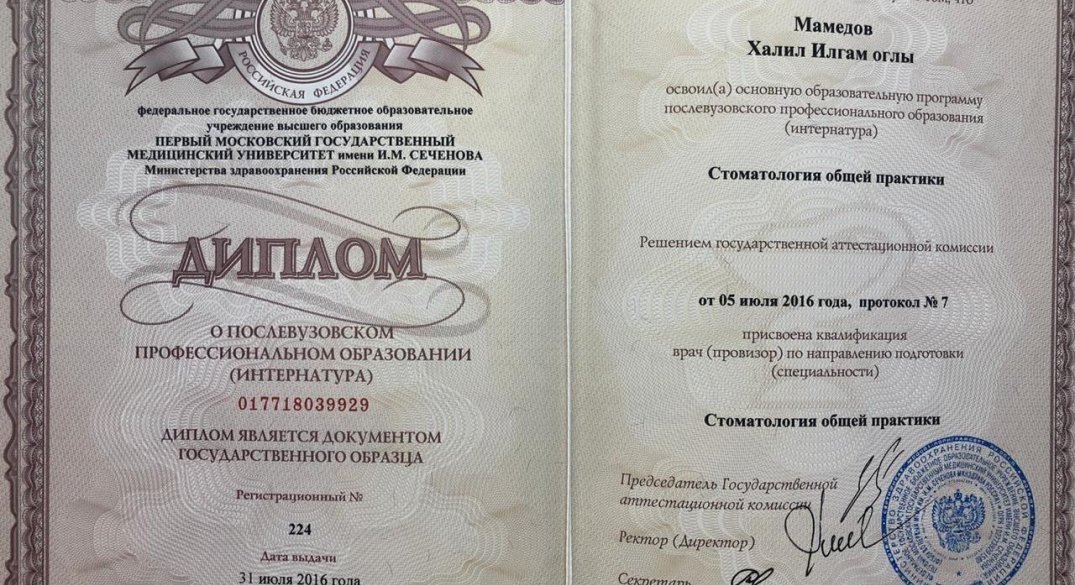 РОССИЙСКАЯ ФЕДЕРАЦИЯ
федеральное государственное бюджетное образовательное
учреждение высшего образования
ПЕРВЫЙ МОСКОВСКИЙ ГОСУДАРСТВЕННЫЙ
МЕДИЦИНСКИЙ УНИВЕРСИТЕТ имени И.М. СЕЧЕНОВА
Министерства здравоохранения Российской Федерации
ДИПЛОМ
О ПОСЛЕВУЗОВСКОМ
ПРОФЕССИОНАЛЬНОМ ОБРАЗОВАНИИ
(ИНТЕРНАТУРА)
017718039929
ДИПЛОМ ЯВЛЯЕТСЯ ДОКУМЕНТОМ
ГОСУДАРСТВЕННОГО ОБРАЗЦА
Регистрационный №
224
Дата выдачи
31 июля 2016 года
Мамедов
Халил Илгам оглы
освоил(а) основную образовательную программу
послевузовского профессионального образования
(интернатура)
Стоматология общей практики
Решением государственной аттестационной комиссии
от 05 июля 2016 года, протокол № 7
присвоена квалификация
врач (провизор) по направлению подготовки
(специальности)
Стоматология общей практики
Председатель Государственной
аттестационной комиссии
Ректор (Директор)
Секретарь